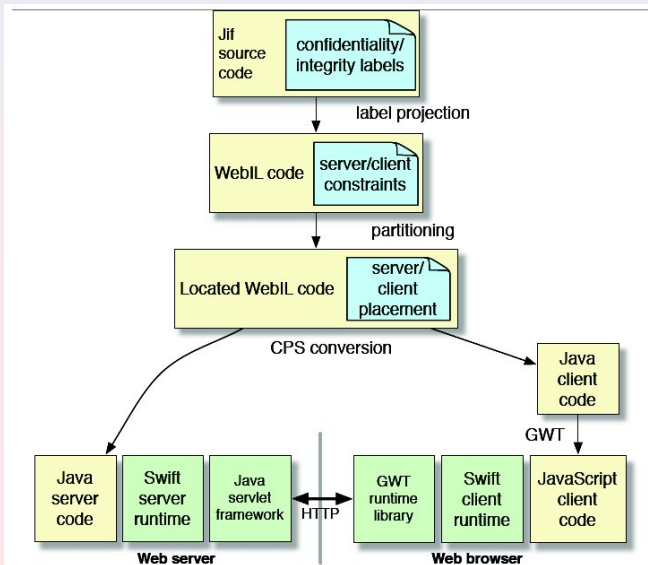 Jif
source
code
confidentiality/
integrity labels
label projection
WebIL code
server/client
constraints
partitioning
Located WebIL code
server/
client
placement
CPS conversion
Java
client
code
GWT
Java
server
code
Swift
server
runtime
Java
servlet
framework
HTTP
GWT
runtime
library
Swift
client
runtime
JavaScript
client
code
Web server
Web browser